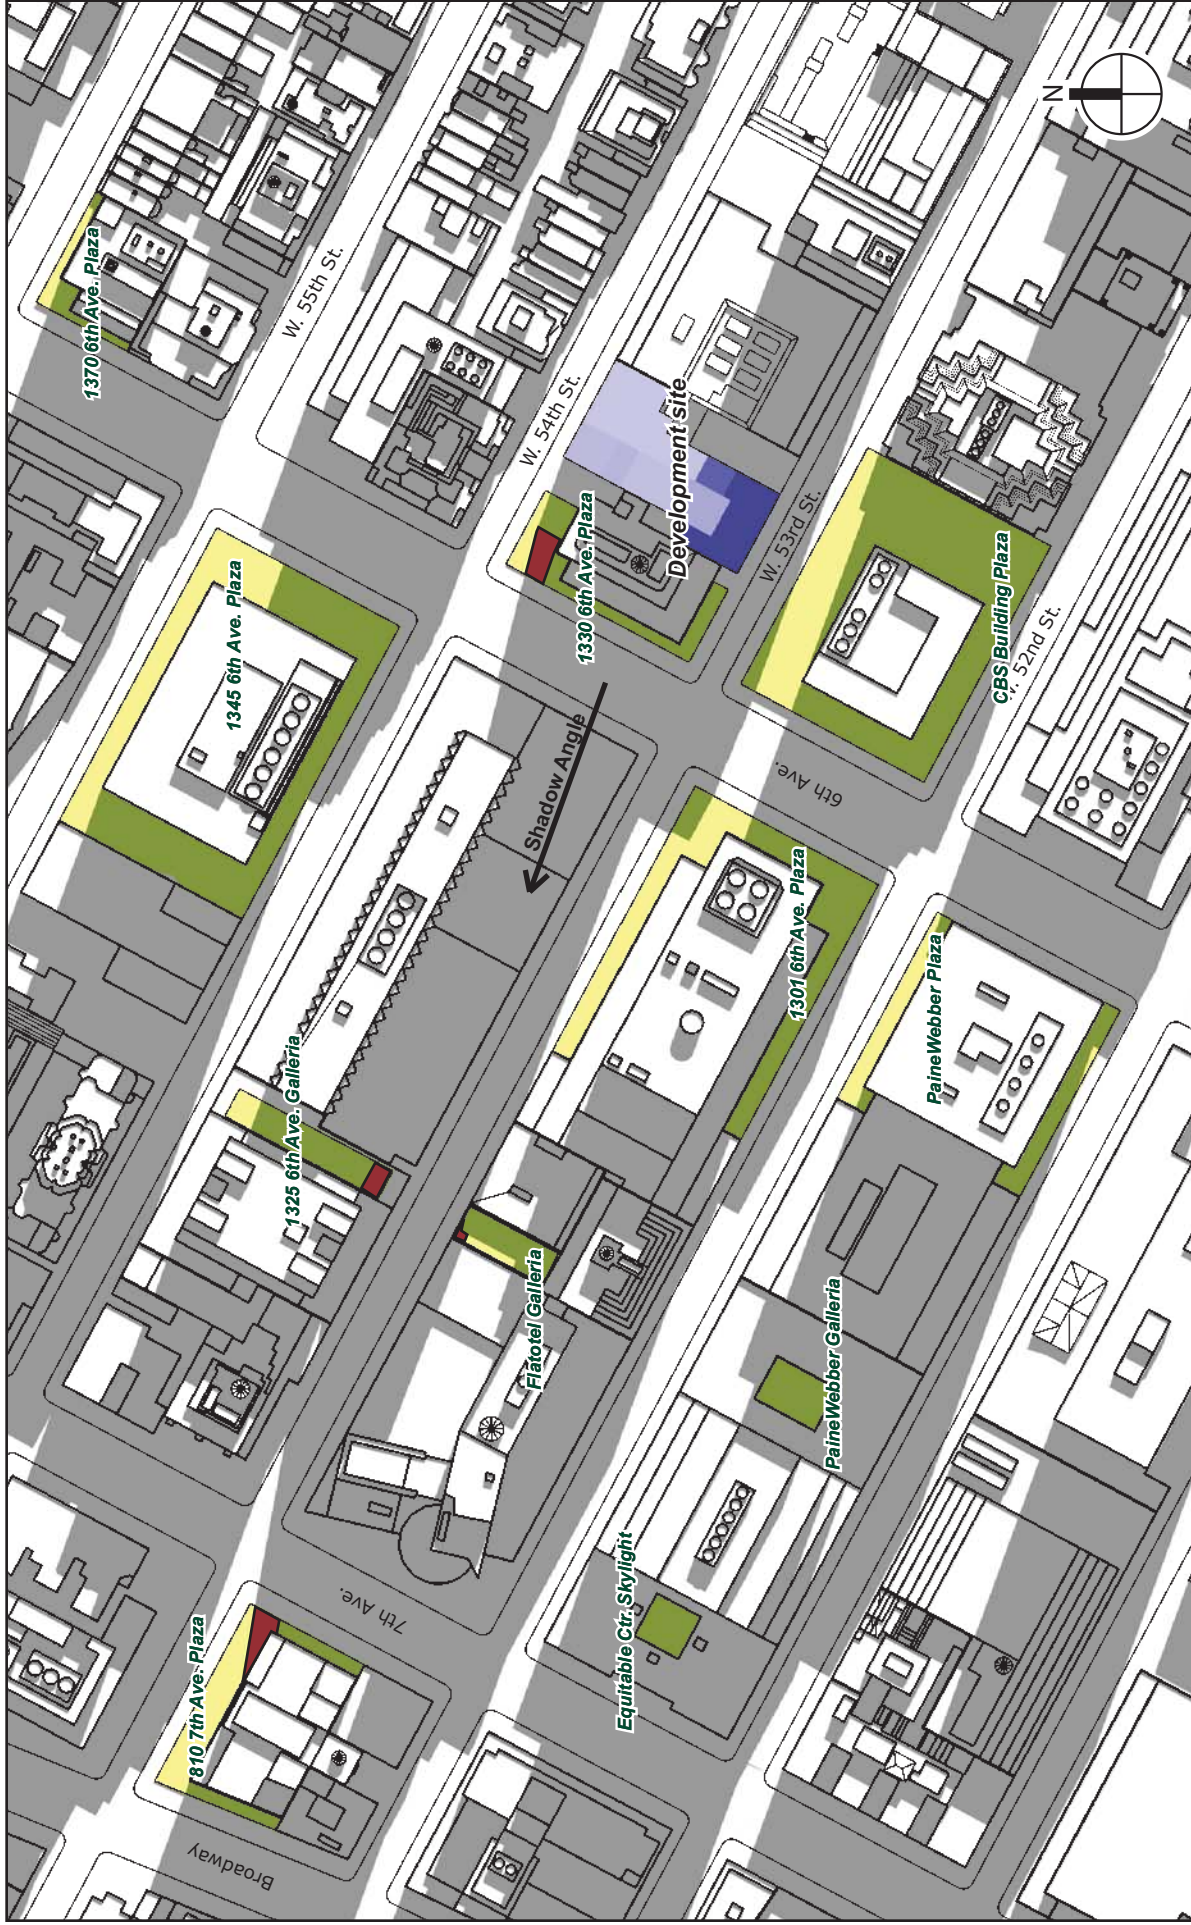 N
1370 6th Ave. Plaza
W. 55th St.
W. 54th St.
Development site
1345 6th Ave. Plaza
1330 6th Ave. Plaza
W. 53rd St.
CBS Building Plaza
W. 52nd St.
Shadow Angle
6th Ave.
1301 6th Ave. Plaza
PaineWebber Plaza
1325 6th Ave. Galleria
Flatotel Galleria
PaineWebber Galleria
Equitable Ctr. Skylight
7th Ave.
810 7th Ave. Plaza
Broadway